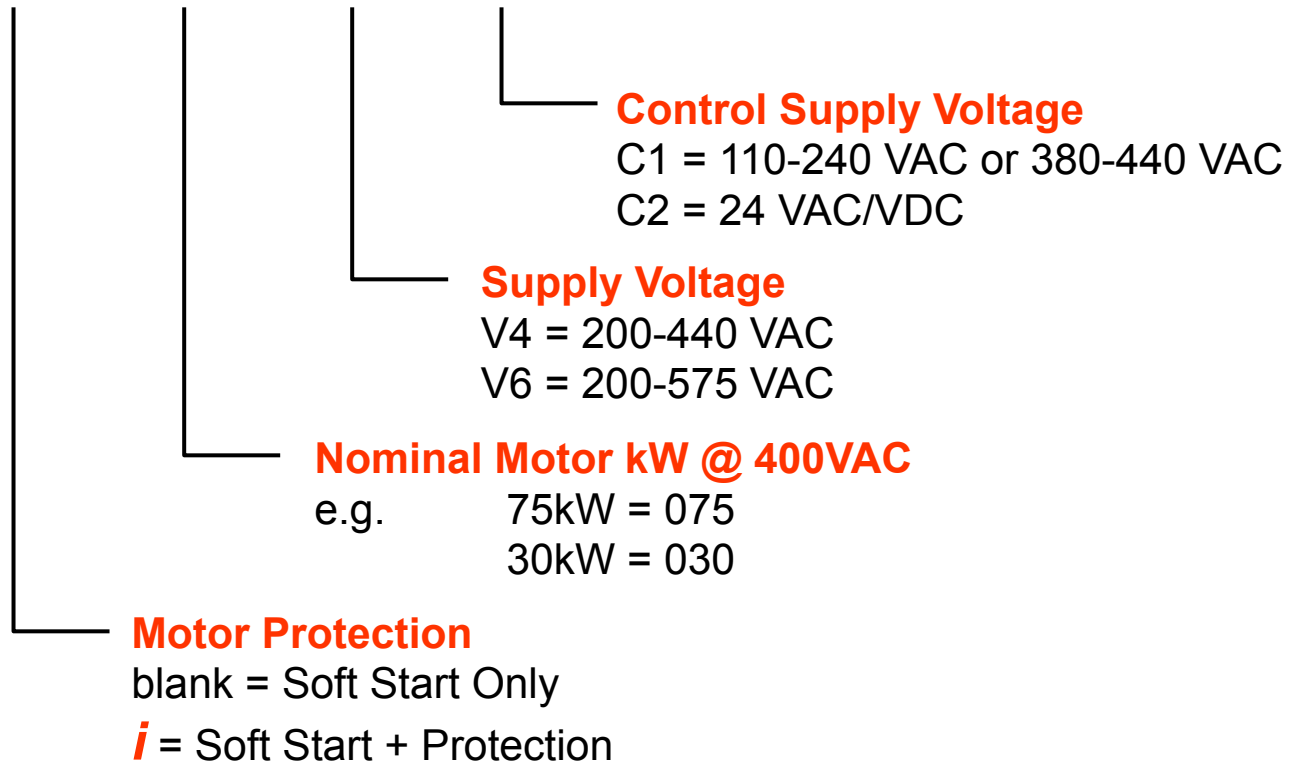 Control Supply Voltage
C1 = 110-240 VAC or 380-440 VAC
C2 = 24 VAC/VDC
Supply Voltage
V4 = 200-440 VAC
V6 = 200-575 VAC
Nominal Motor kW @ 400VAC
e.g. 75kW = 075
30kW = 030
Motor Protection
blank = Soft Start Only
i = Soft Start + Protection